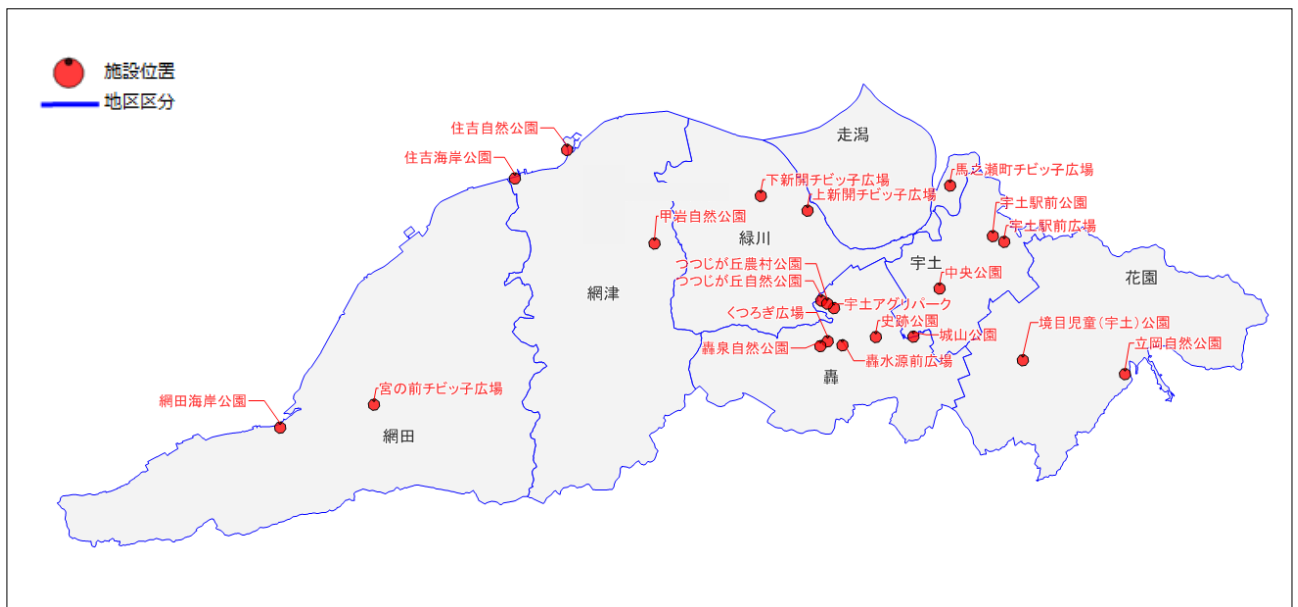 施設位置
地区区分
住吉自然公園
走潟
住吉海岸公園
馬之瀬町チビッ子広場
下新開チビッ子広場
上新開チビッ子広場
宇土駅前公園
甲岩自然公園
宇土駅前広場
緑川
つつじが丘農村公園
宇土
花園
つつじが丘自然公園
中央公園
網津
宇土アグリパーク
くつろぎ広場
史跡公園
境目児童(宇土)公園
城山公園
立岡自然公園
轟泉自然公園
轟水源前広場
轟
宮の前チビッ子広場
網田海岸公園
網田